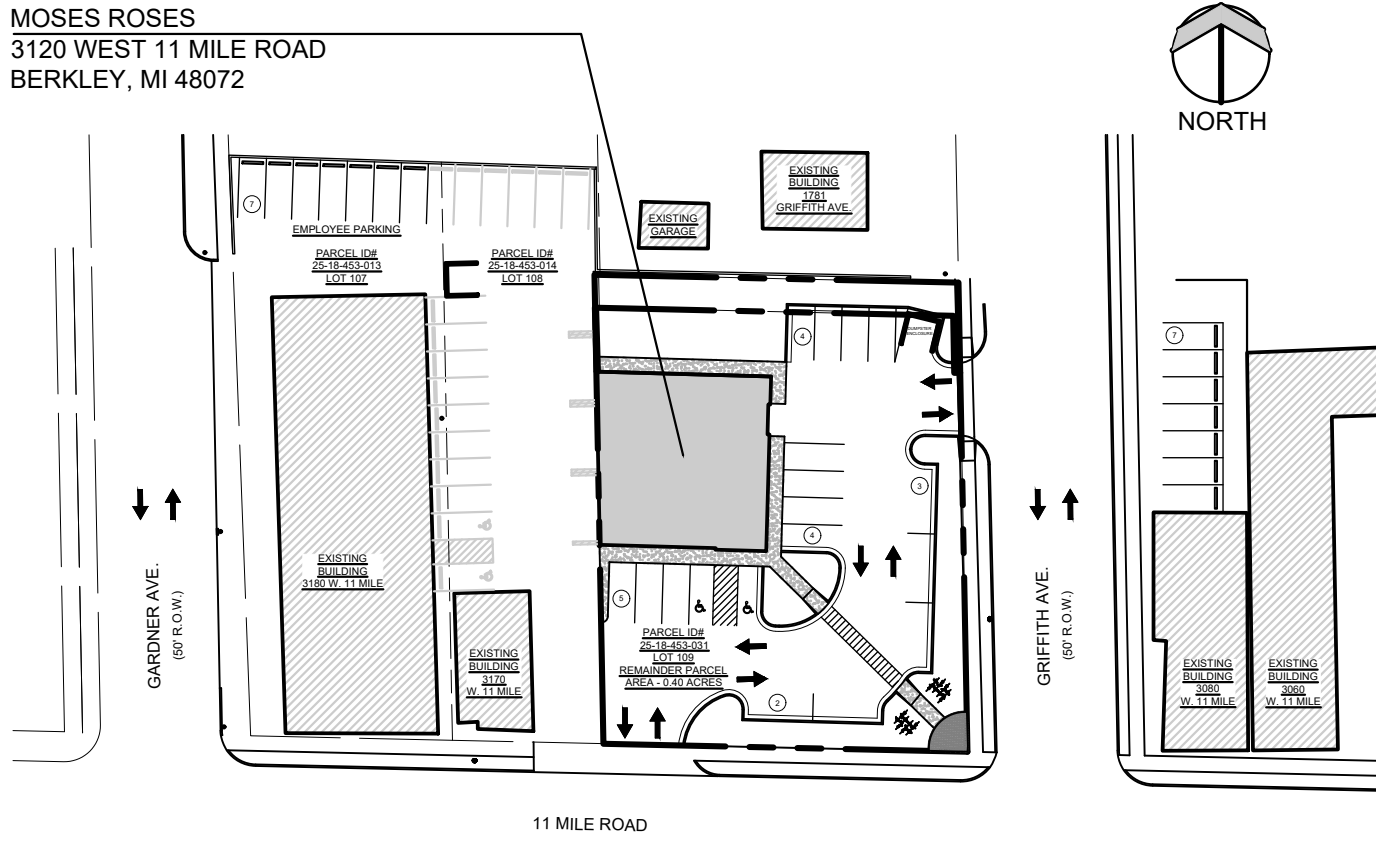 MOSES ROSES
3120 WEST 11 MILE ROAD
BERKLEY, MI 48072
NORTH
EXISTING
BUILDING
1781
GRIFFITH AVE.
EXISTING
GARAGE
7
EMPLOYEE PARKING
PARCEL ID#
25-18-453-013
LOT 107
PARCEL ID#
25-18-453-014
LOT 108
4
DUMPSTER
ENCLOSURE
7
3
4
EXISTING
BUILDING
3180 W. 11 MILE
5
PARCEL ID#
25-18-453-031
LOT 109
REMAINDER PARCEL
AREA - 0.40 ACRES
2
EXISTING
BUILDING
3170
W. 11 MILE
GARDNER AVE.
(50' R.O.W.)
GRIFFITH AVE.
(50' R.O.W.)
EXISTING
BUILDING
3080
W. 11 MILE
EXISTING
BUILDING
3060
W. 11 MILE
11 MILE ROAD